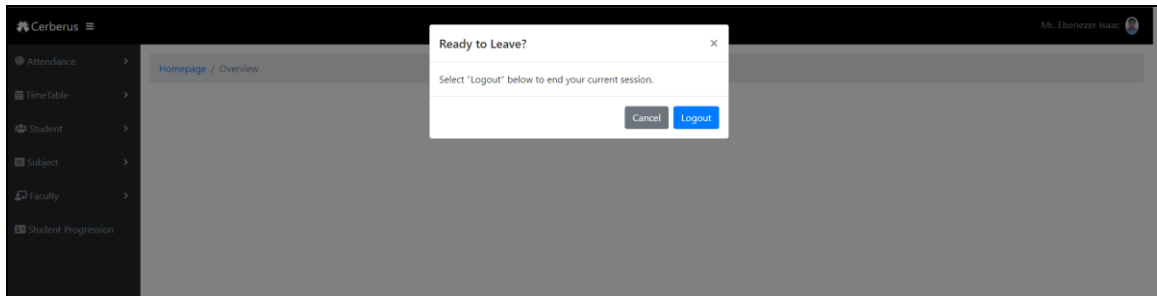 Cerberus
Mr. Ebenezer Isaac
Attendance
TimeTable
Student
Subject
Faculty
Student Progression
Homepage / Overview
Ready to Leave?
×
Select "Logout" below to end your current session.
Cancel Logout